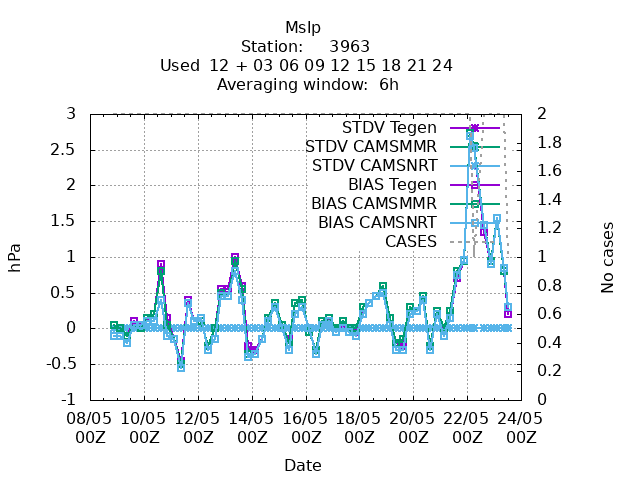 Mslp
Station: 3963
Used 12 + 03 06 09 12 15 18 21 24
Averaging window: 6h
3
2.5
2
1.5
1
0.5
0
-0.5
-1
hPa
2
1.8
1.6
1.4
1.2
1
0.8
0.6
0.4
0.2
0
No cases
STDV Tegen
STDV CAMSMMR
STDV CAMSNRT
BIAS Tegen
BIAS CAMSMMR
BIAS CAMSNRT
CASES
08/05 10/05 12/05 14/05 16/05 18/05 20/05 22/05 24/05
00Z 00Z 00Z 00Z 00Z 00Z 00Z 00Z 00Z
Date